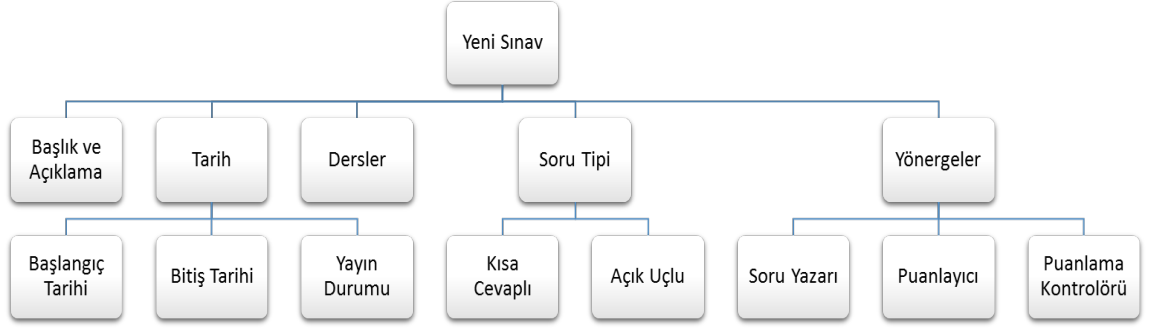 Yeni Sınav
Başlık ve
Açıklama
Tarih
Dersler
Soru Tipi
Yönergeler
Başlangıç
Tarihi
Bitiş Tarihi
Yayın
Durumu
Kısa
Cevaplı
Açık Uçlu
Soru Yazarı
Puanlayıcı
Puanlama
Kontrolörü